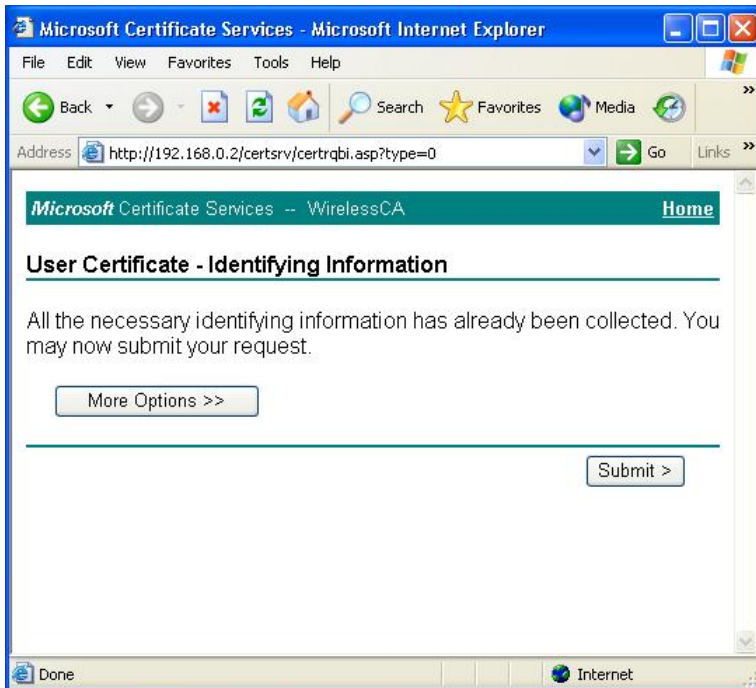 Microsoft Certificate Services - Microsoft Internet Explorer
File Edit View Favorites Tools Help
Back Search Favorites Media »
Address http://192.168.0.2/certsrv/certrqbi.asp?type=0 Go Links »
Microsoft Certificate Services -- WirelessCA Home
User Certificate - Identifying Information
All the necessary identifying information has already been collected. You
may now submit your request.
More Options >>
Submit >
Done Internet